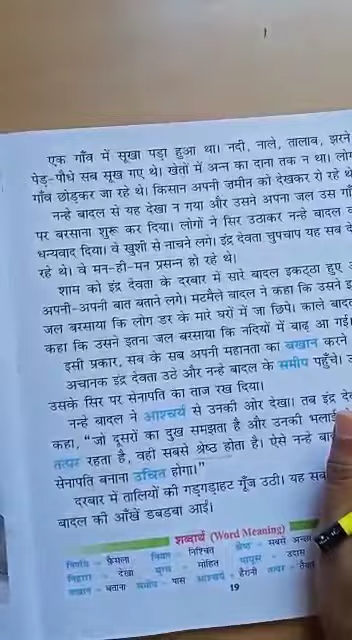 एक गाँव में सूखा पड़ा हुआ था। नदी, नाले, तालाब, झरने
पेड़-पौधे सब सूख गए थे। खेतों में अन्न का दाना तक न था। लोग
गाँव छोड़कर जा रहे थे। किसान अपनी ज़मीन को देखकर रो रहे थे
नन्हे बादल से यह देखा न गया और उसने अपना जल उस गाँ
पर बरसाना शुरू कर दिया। लोगों ने सिर उठाकर नन्हे बादल क
धन्यवाद दिया। वे खुशी से नाचने लगे। इंद्र देवता चुपचाप यह सब दे
रहे थे। वे मन-ही-मन प्रसन्न हो रहे थे।
शाम को इंद्र देवता के दरबार में सारे बादल इकट्ठा हुए
अपनी-अपनी बात बताने लगे। मटमैले बादल ने कहा कि उसने इ
जल बरसाया कि लोग डर के मारे घरों में जा छिपे। काले बादल
कहा कि उसने इतना जल बरसाया कि नदियों में बाढ़ आ गई।
इसी प्रकार, सब के सब अपनी महानता का बखान करने
अचानक इंद्र देवता उठे और नन्हे बादल के समीप पहुँचे।
उसके सिर पर सेनापति का ताज रख दिया।
नन्हे बादल ने आश्चर्य से उनकी ओर देखा। तब इंद्र दे
कहा, “जो दूसरों का दुख समझता है और उनकी भलाई
तत्पर रहता है, वही सबसे श्रेष्ठ होता है। ऐसे नन्हे बा
सेनापति बनाना उचित होगा।”
दरबार में तालियों की गड़गड़ाहट गूँज उठी। यह सब
बादल की आँखें डबडबा आईं।
शब्दार्थ (Word Meaning)
निर्णय - फ़ैसला नियत - निश्चित श्रेष्ठ - सबसे अच्छा
निहारा - देखा मुग्ध - मोहित मायूस - उदास
बखान - बताना समीप - पास आश्चर्य - हैरानी तत्पर - तैयार
19